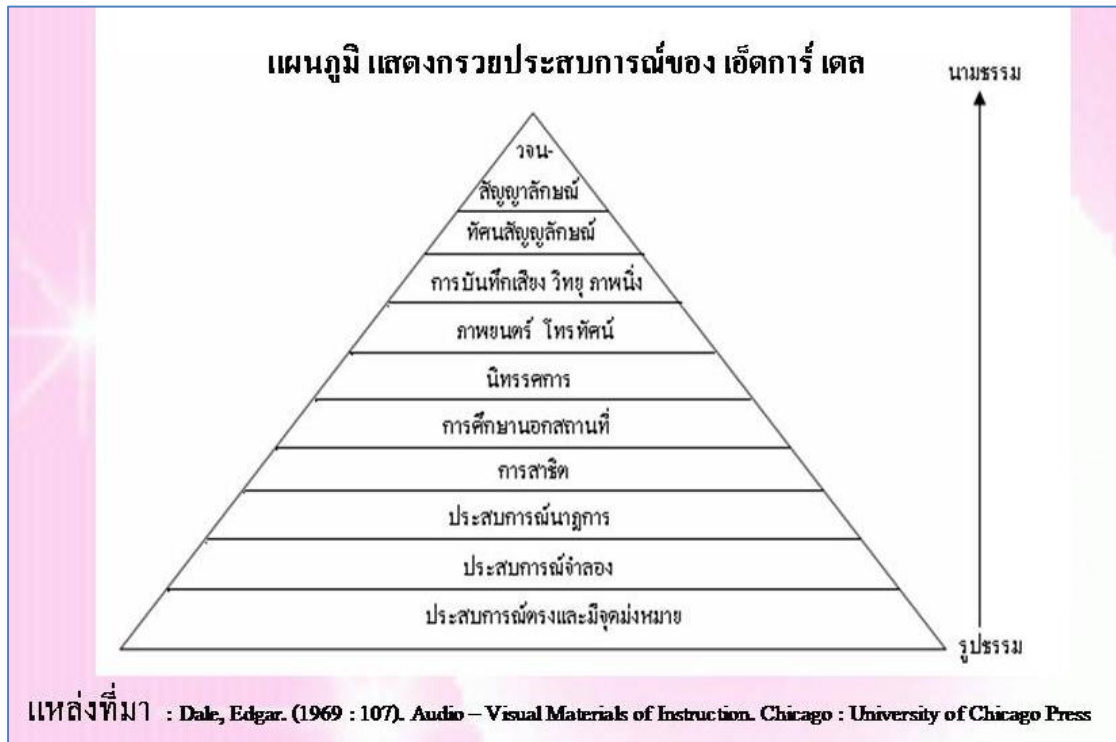 แผนภูมิ แสดงกรวยประสบการณ์ของ เอ็ดการ์ เดล
นามธรรม
วจน-
สัญญาลักษณ์
ทัศนสัญญลักษณ์
การบันทึกเสียง วิทยุ ภาพนิ่ง
ภาพยนตร์ โทรทัศน์
นิทรรศการ
การศึกษานอกสถานที่
การสาธิต
ประสบการณ์นาฏการ
ประสบการณ์จำลอง
ประสบการณ์ตรงและมีจุดม่งหมาย
รูปธรรม
แหล่งที่มา : Dale, Edgar. (1969 : 107). Audio – Visual Materials of Instruction. Chicago : University of Chicago Press